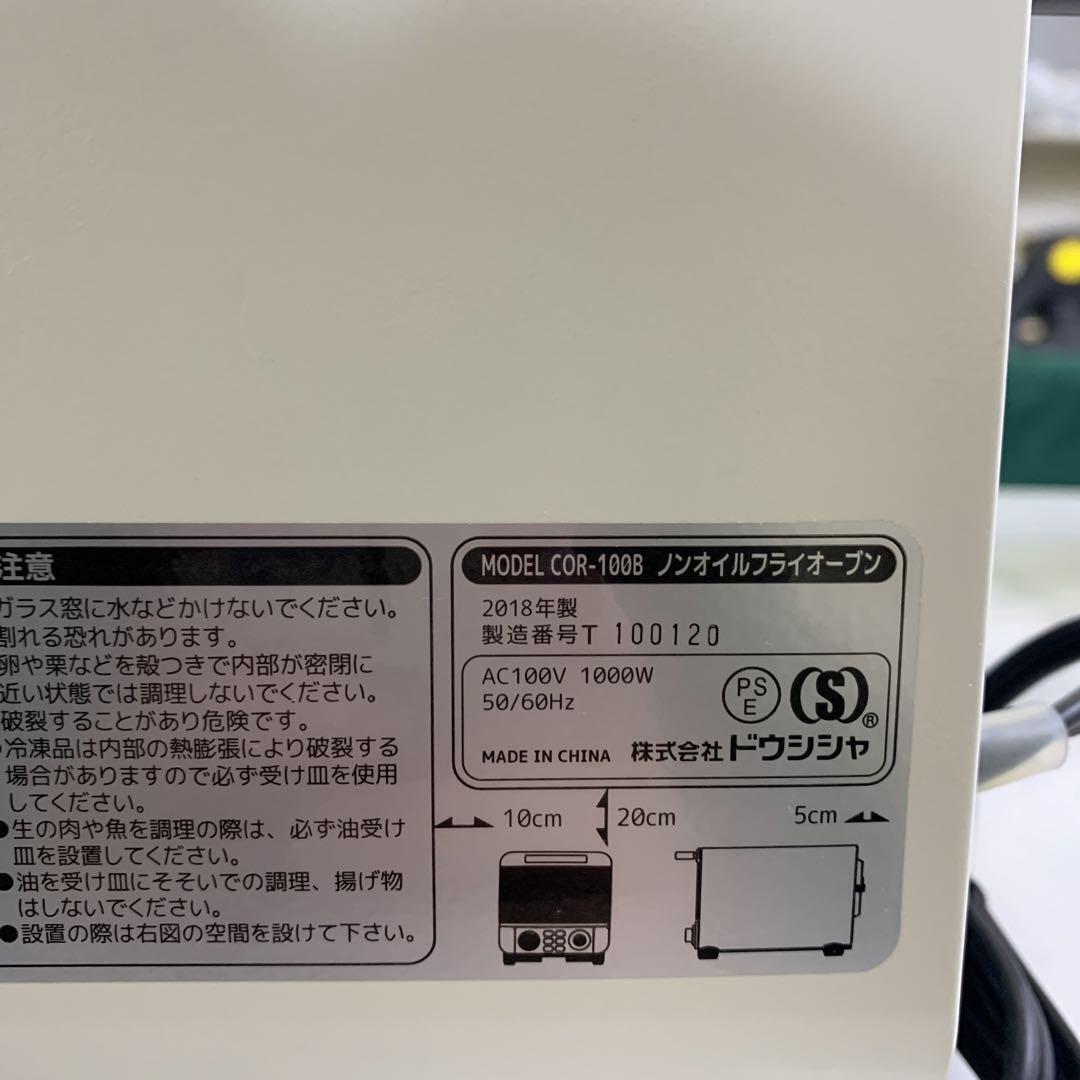 注意
ガラス窓に水などかけないでください。
割れる恐れがあります。
卵や栗などを殻つきで内部が密閉に
近い状態では調理しないでください。
破裂することがあり危険です。
冷凍品は内部の熱膨張により破裂する
場合がありますので必ず受け皿を使用
してください。
●生の肉や魚を調理の際は、必ず油受け
皿を設置してください。
●油を受け皿にそそいでの調理、揚げ物
はしないでください。
●設置の際は右図の空間を設けて下さい。
MODEL COR-100B ノンオイルフライオーブン
2018年製
製造番号T 100120
AC100V 1000W
50/60Hz
PS
E
(S)®
MADE IN CHINA 株式会社ドウシシャ
10cm 20cm 5cm